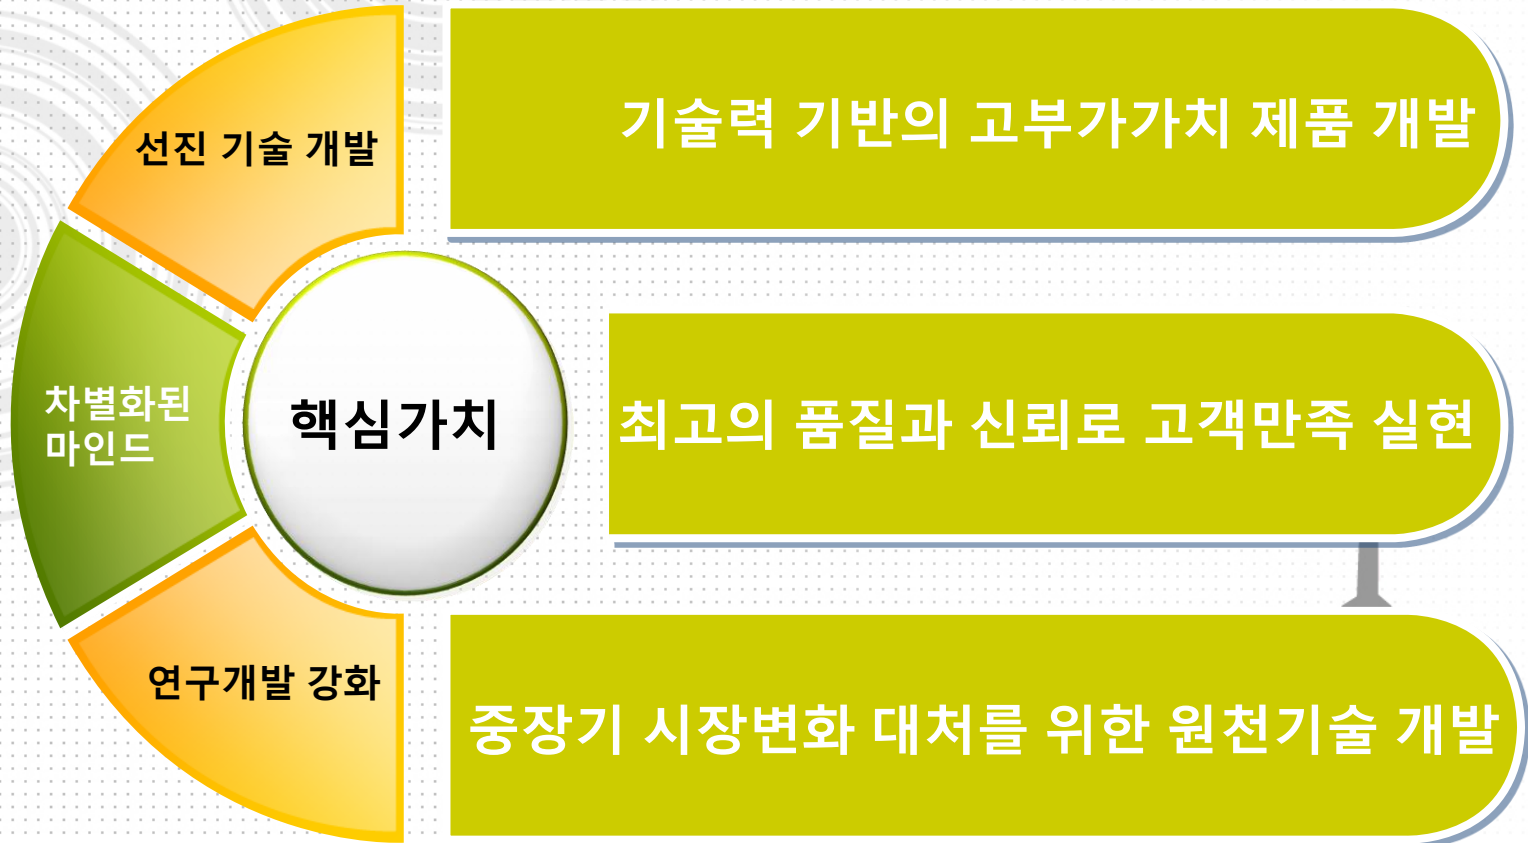 선진 기술 개발
기술력 기반의 고부가가치 제품 개발
차별화된
마인드
핵심가치
최고의 품질과 신뢰로 고객만족 실현
연구개발 강화
중장기 시장변화 대처를 위한 원천기술 개발